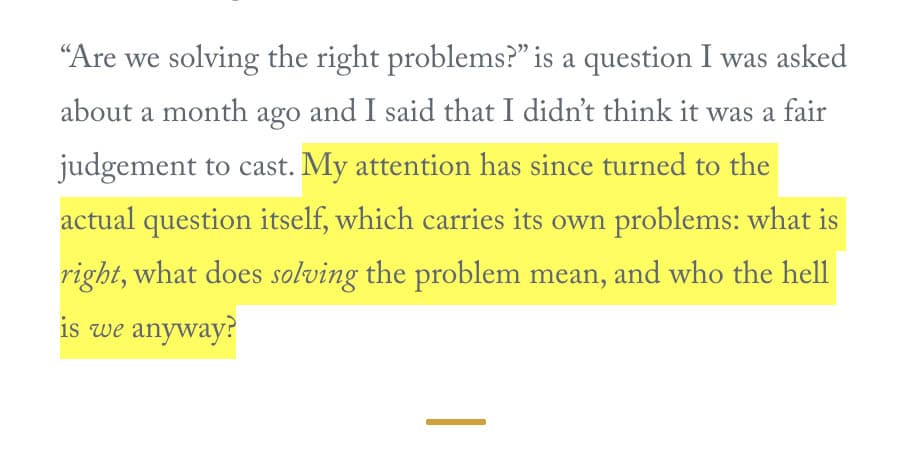 “Are we solving the right problems?” is a question I was asked
about a month ago and I said that I didn’t think it was a fair
judgement to cast. My attention has since turned to the
actual question itself, which carries its own problems: what is
right, what does solving the problem mean, and who the hell
is we anyway?